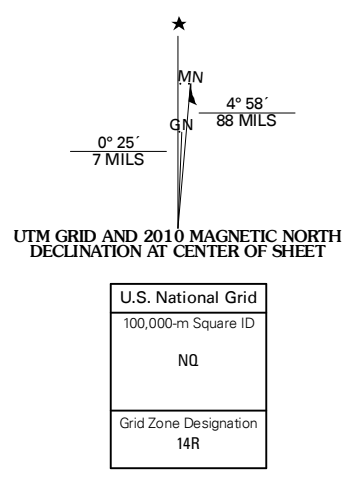 MN
4° 58´
88 MILS
GN
0° 25´
7 MILS
UTM GRID AND 2010 MAGNETIC NORTH
DECLINATION AT CENTER OF SHEET
U.S. National Grid
100,000-m Square ID
NQ
Grid Zone Designation
14R